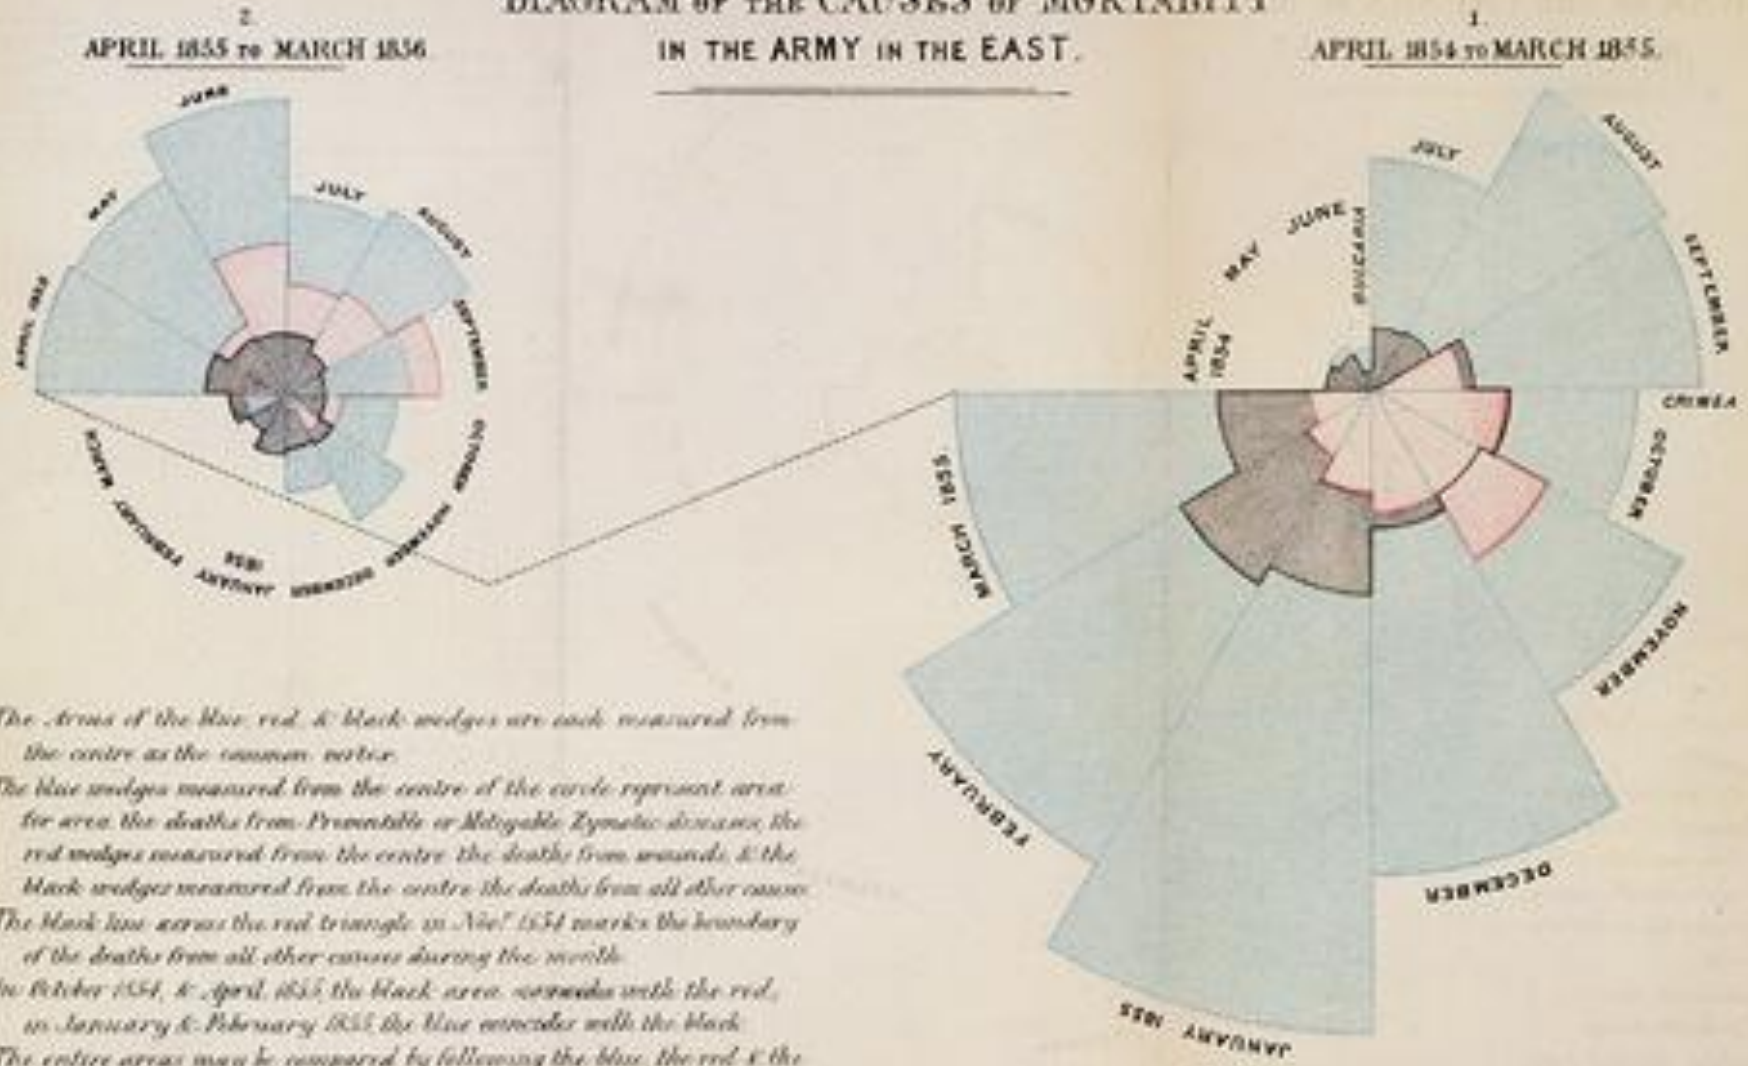 DIAGRAM OF THE CAUSES OF MORTALITY
IN THE ARMY IN THE EAST.
2.
APRIL 1855 TO MARCH 1856
1.
APRIL 1854 TO MARCH 1855.
JUNE
JULY
AUGUST
SEPTEMBER
OCTOBER
NOVEMBER
DECEMBER
JANUARY
1856
FEBRUARY
MARCH
APRIL 1855
MAY
APRIL
1854
MAY
JUNE
BULGARIA
JULY
AUGUST
SEPTEMBER
CRIMEA
OCTOBER
NOVEMBER
DECEMBER
JANUARY 1855
FEBRUARY
MARCH 1855
The Areas of the blue, red, & black wedges are each measured from
the centre as the common vertex.
The blue wedges measured from the centre of the circle represent area
for area the deaths from Preventible or Mitigable Zymotic diseases, the
red wedges measured from the centre the deaths from wounds, & the
black wedges measured from the centre the deaths from all other causes
The black line across the red triangle in Novr. 1854 marks the boundary
of the deaths from all other causes during the month
In October 1854, & April, 1855 the black area coincides with the red,
in January & February 1855 the blue coincides with the black
The entire areas may be compared by following the blue, the red & the